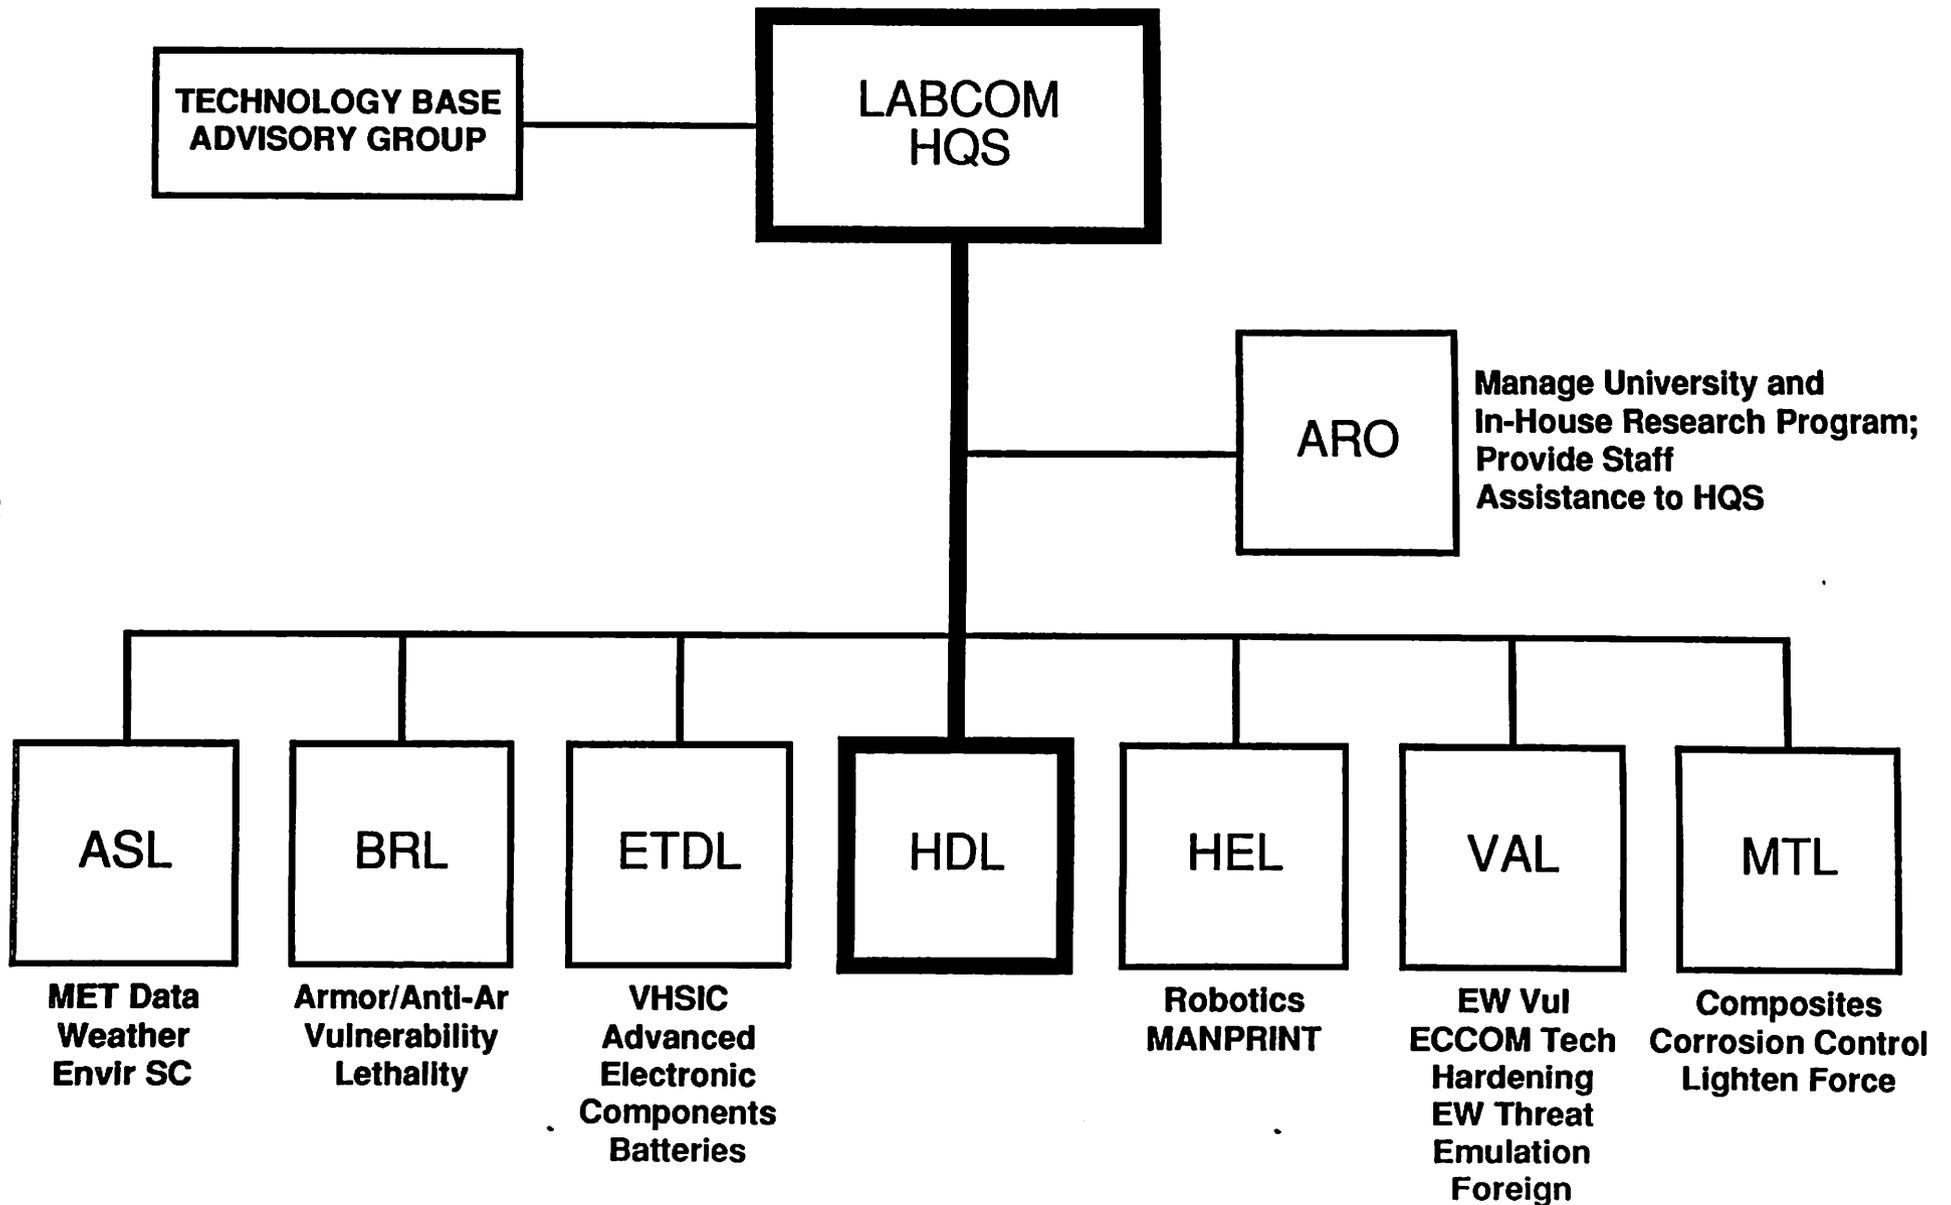 TECHNOLOGY BASE
ADVISORY GROUP
LABCOM
HQS
ARO
Manage University and
In-House Research Program;
Provide Staff
Assistance to HQS
ASL
MET Data
Weather
Envir SC
BRL
Armor/Anti-Ar
Vulnerability
Lethality
ETDL
VHSIC
Advanced
Electronic
Components
Batteries
HDL
HEL
Robotics
MANPRINT
VAL
EW Vul
ECCOM Tech
Hardening
EW Threat
Emulation
Foreign
MTL
Composites
Corrosion Control
Lighten Force